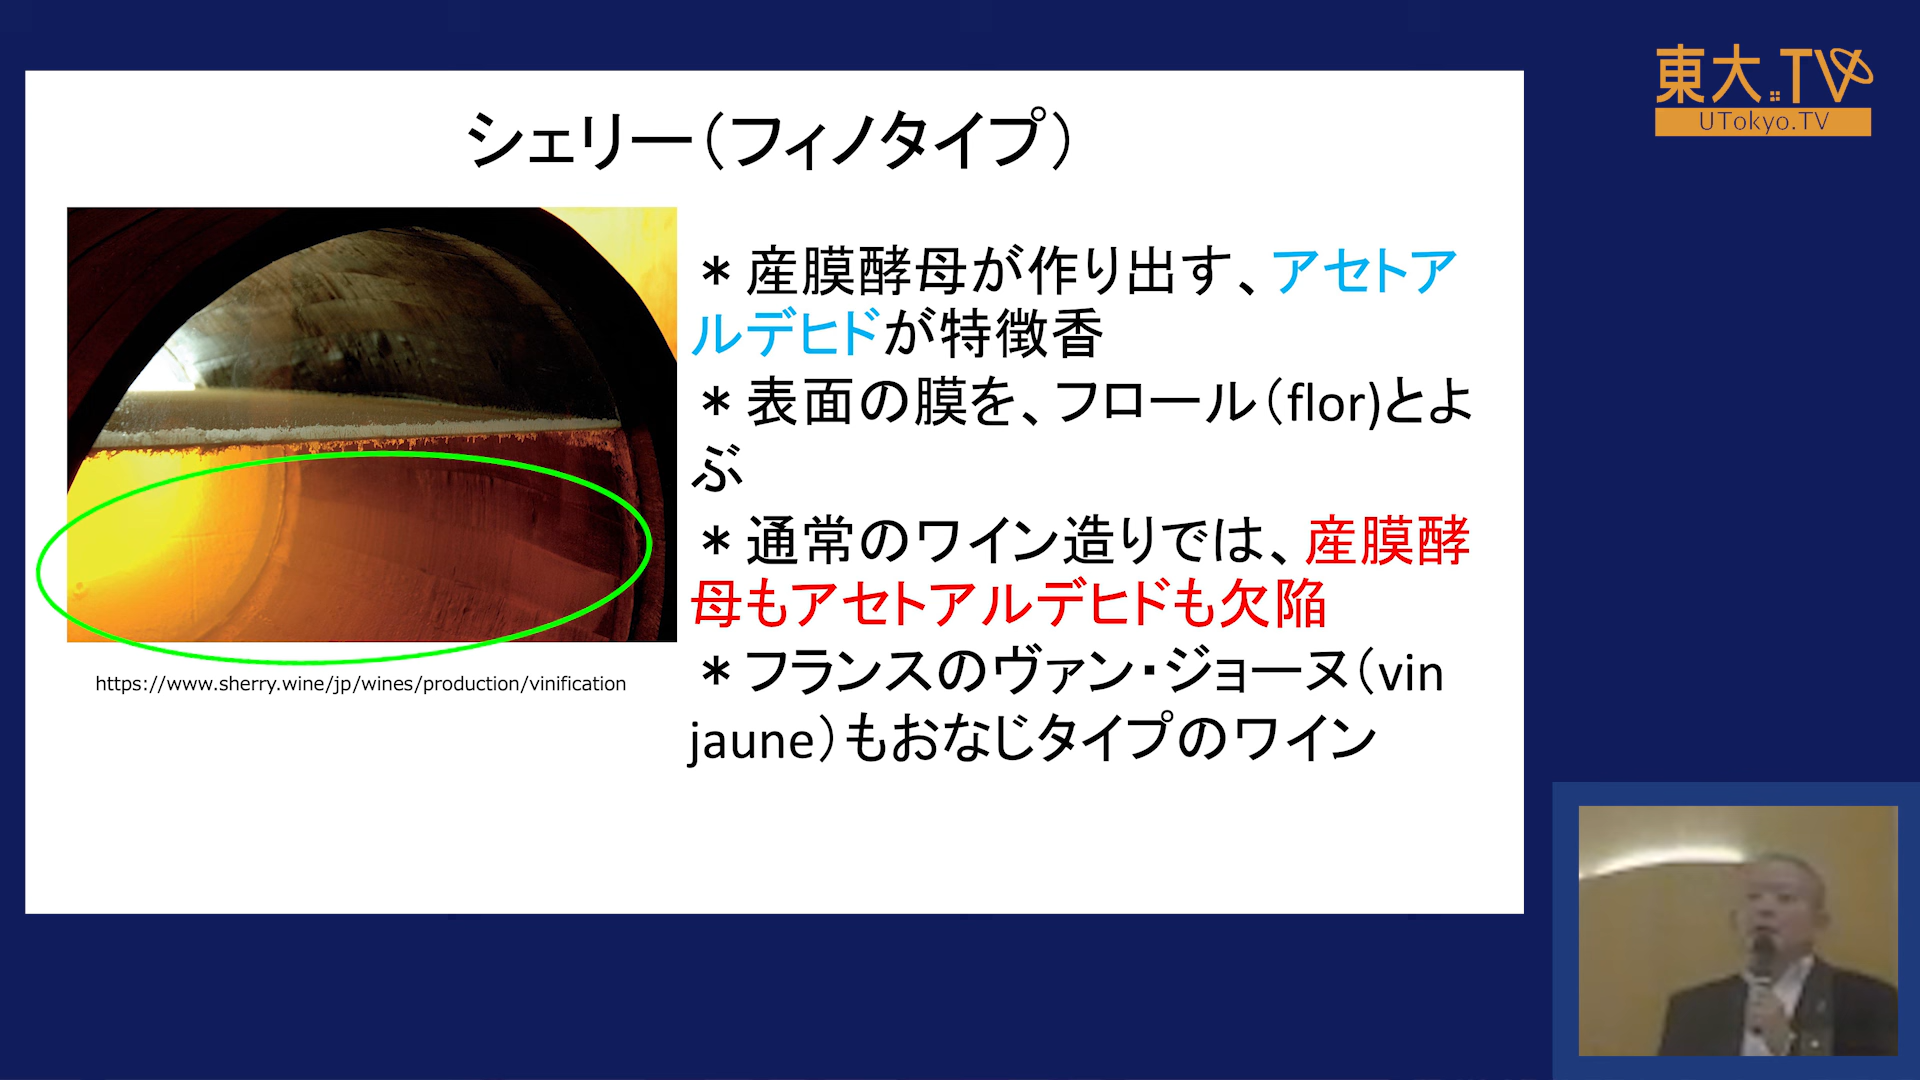 シェリー（フィノタイプ）
＊産膜酵母が作り出す、アセトア
ルデヒドが特徴香
＊表面の膜を、フロール（flor)とよ
ぶ
＊通常のワイン造りでは、産膜酵
母もアセトアルデヒドも欠陥
＊フランスのヴァン・ジョーヌ（vin
jaune）もおなじタイプのワイン
https://www.sherry.wine/jp/wines/production/vinification
東大TV
UTokyo.TV